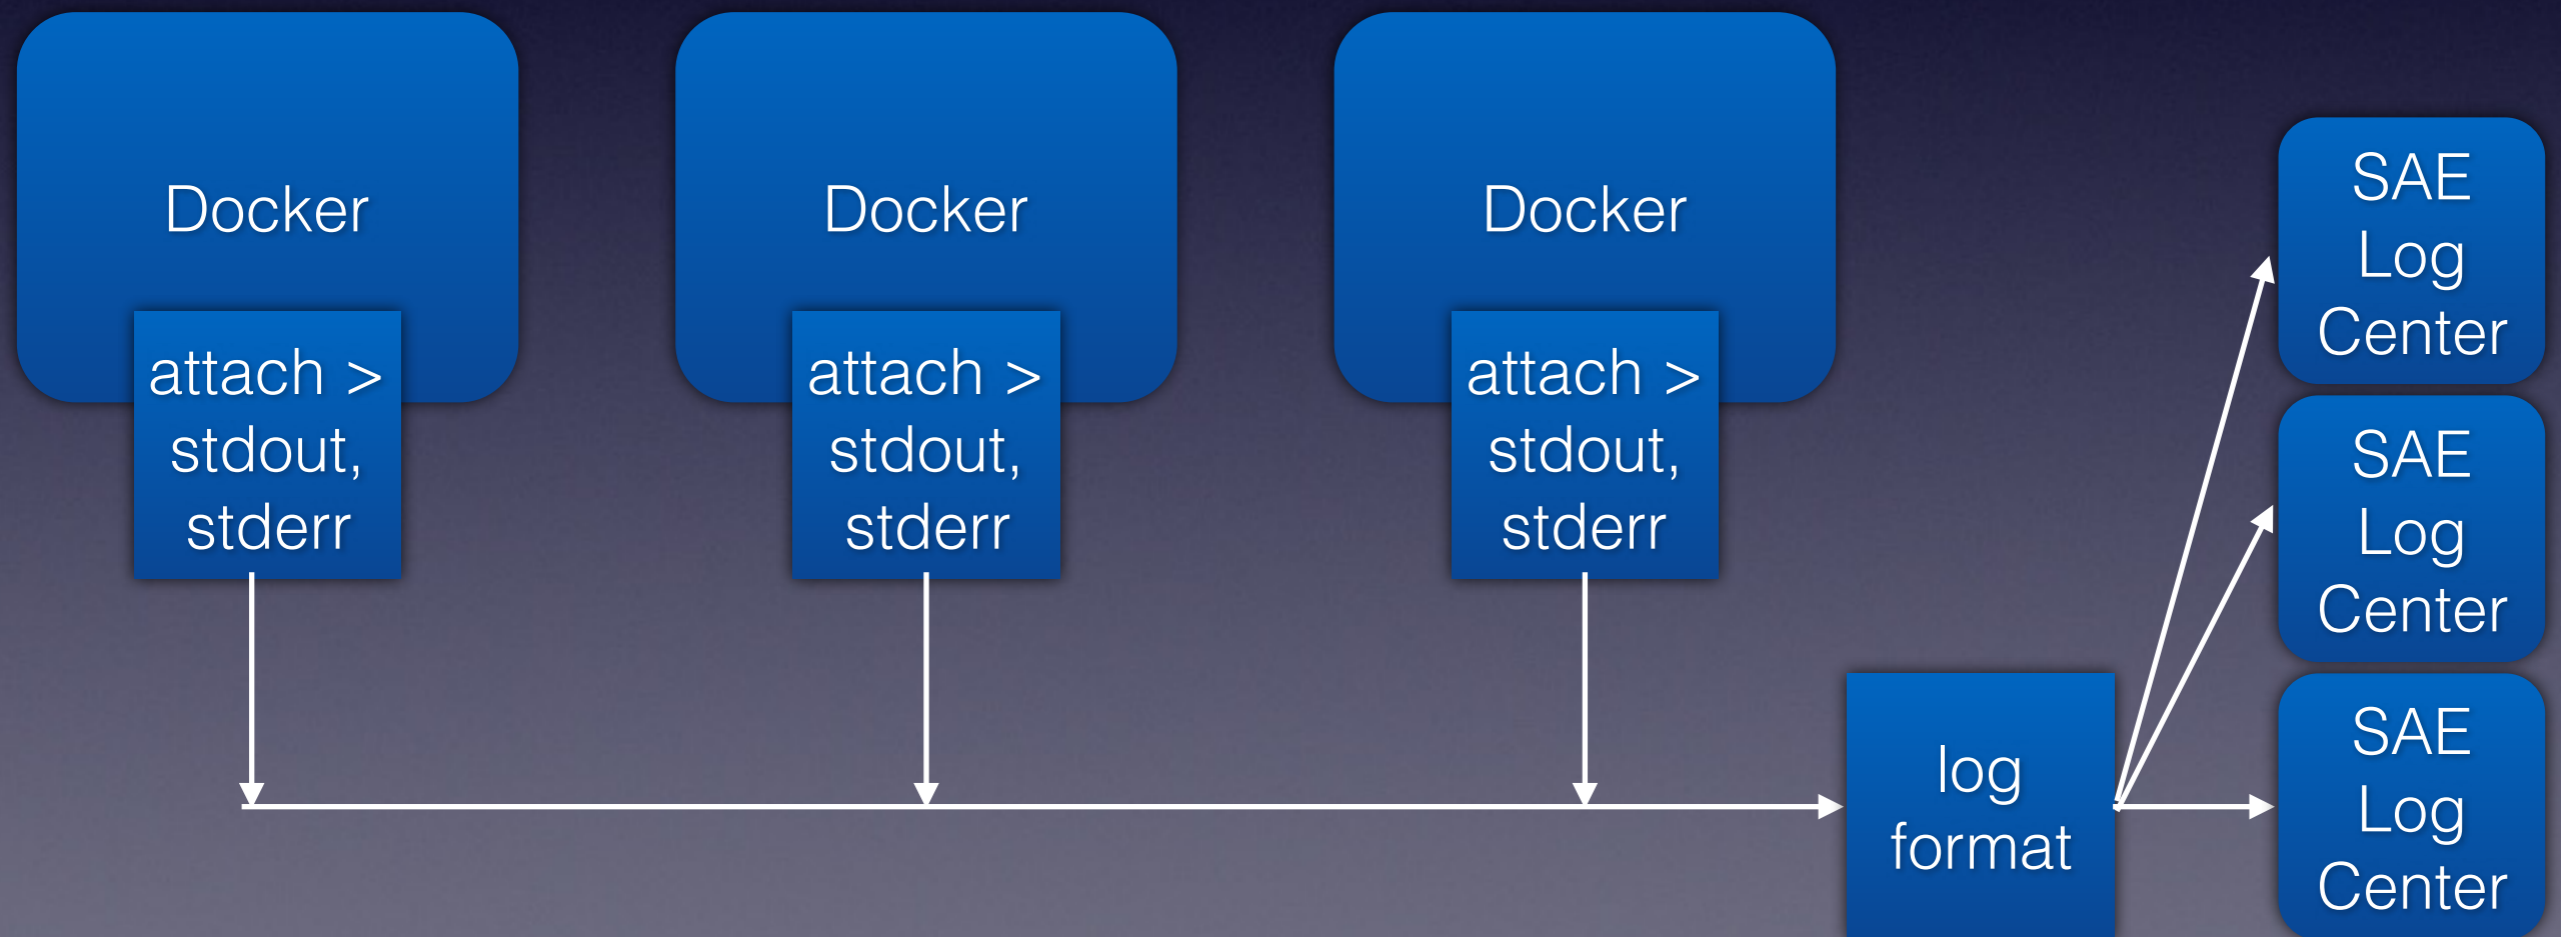 Docker
attach >
stdout,
stderr
Docker
attach >
stdout,
stderr
Docker
attach >
stdout,
stderr
log
format
SAE
Log
Center
SAE
Log
Center
SAE
Log
Center